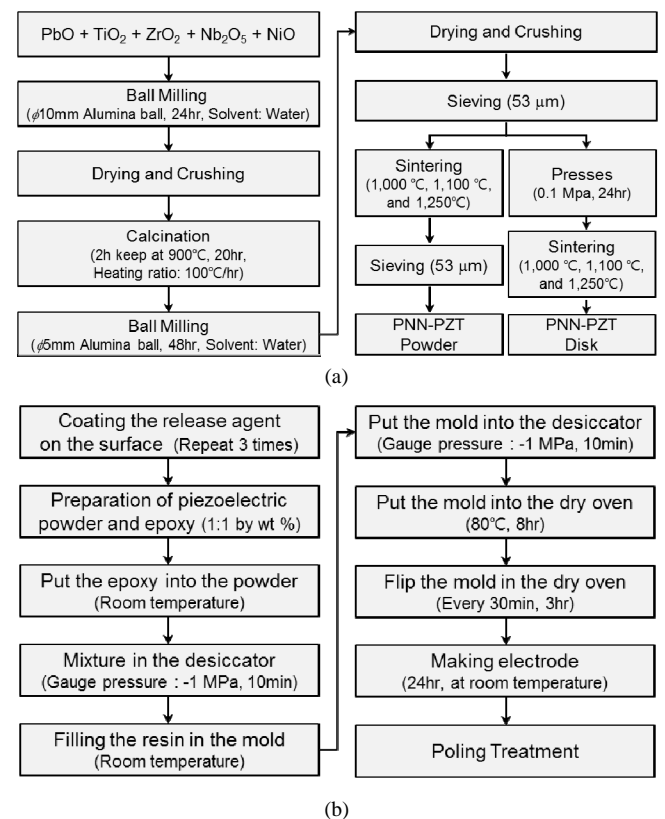 PbO + TiO₂ + ZrO₂ + Nb₂O₅ + NiO
Ball Milling
(ϕ10mm Alumina ball, 24hr, Solvent: Water)
Drying and Crushing
Calcination
(2h keep at 900℃, 20hr,
Heating ratio: 100℃/hr)
Ball Milling
(ϕ5mm Alumina ball, 48hr, Solvent: Water)
Drying and Crushing
Sieving (53 μm)
Sintering
(1,000 ℃, 1,100 ℃,
and 1,250℃)
Sieving (53 μm)
PNN-PZT
Powder
Presses
(0.1 Mpa, 24hr)
Sintering
(1,000 ℃, 1,100 ℃,
and 1,250℃)
PNN-PZT
Disk
(a)
Coating the release agent
on the surface (Repeat 3 times)
Preparation of piezoelectric
powder and epoxy (1:1 by wt %)
Put the epoxy into the powder
(Room temperature)
Mixture in the desiccator
(Gauge pressure : -1 MPa, 10min)
Filling the resin in the mold
(Room temperature)
Put the mold into the desiccator
(Gauge pressure : -1 MPa, 10min)
Put the mold into the dry oven
(80℃, 8hr)
Flip the mold in the dry oven
(Every 30min, 3hr)
Making electrode
(24hr, at room temperature)
Poling Treatment
(b)